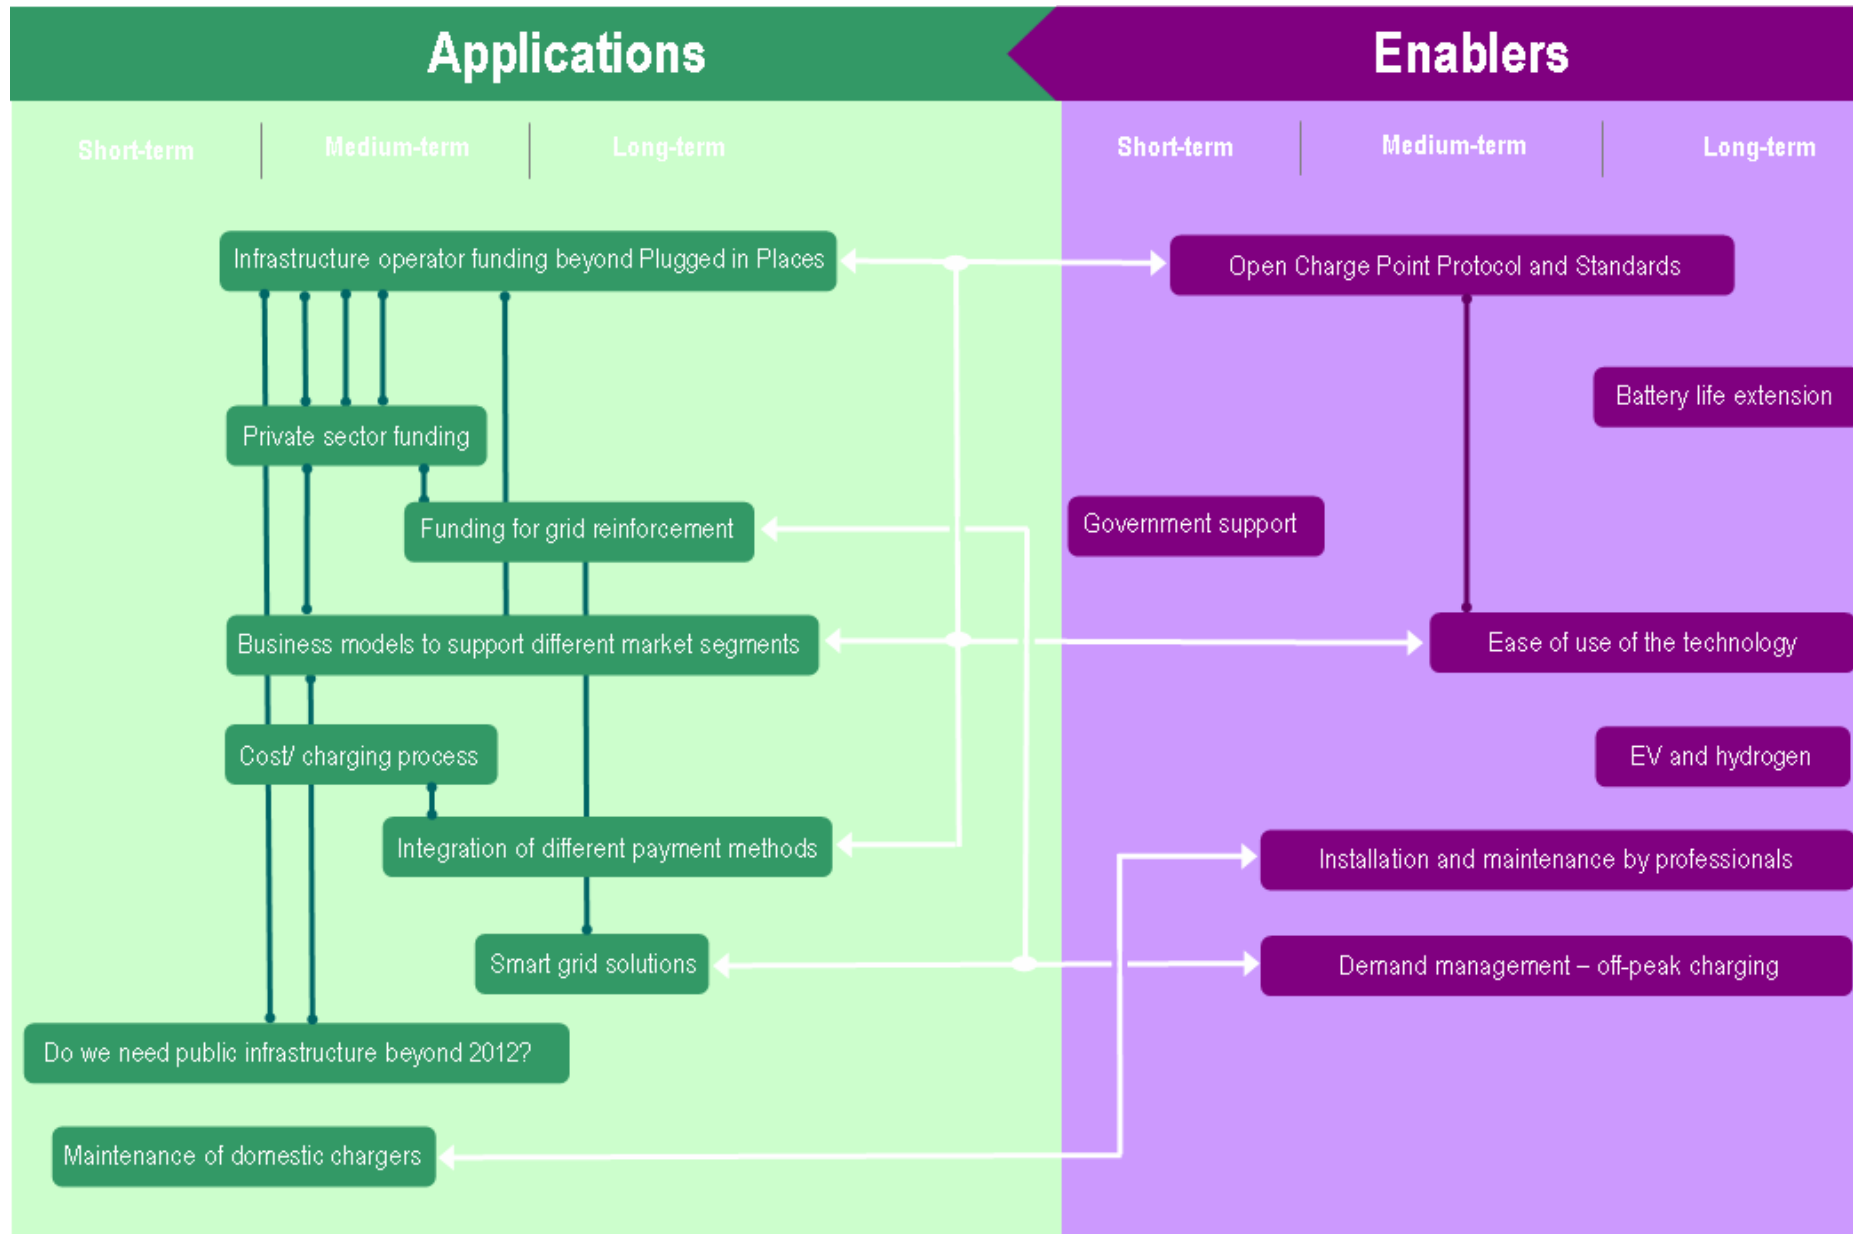 Applications
Enablers
Short-term
Medium-term
Long-term
Short-term
Medium-term
Long-term
Infrastructure operator funding beyond Plugged in Places
Open Charge Point Protocol and Standards
Battery life extension
Private sector funding
Funding for grid reinforcement
Government support
Business models to support different market segments
Ease of use of the technology
Cost/ charging process
EV and hydrogen
Integration of different payment methods
Installation and maintenance by professionals
Smart grid solutions
Demand management – off-peak charging
Do we need public infrastructure beyond 2012?
Maintenance of domestic chargers